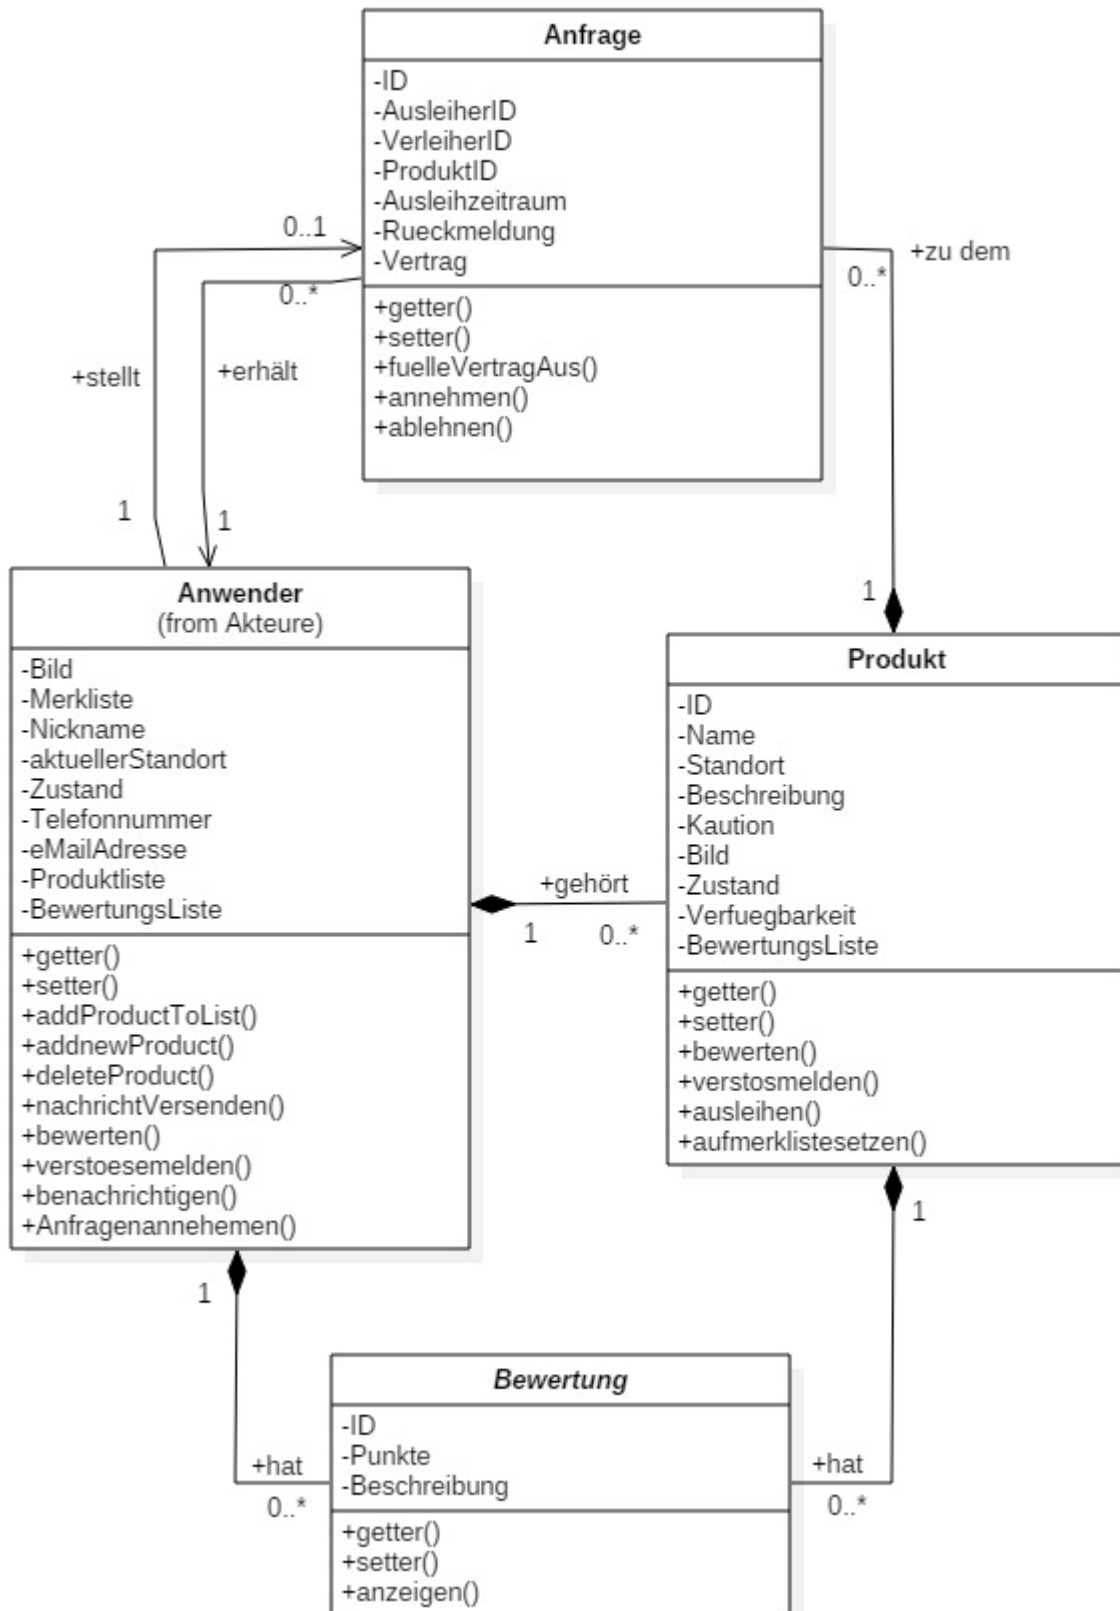 Anfrage
-ID
-AusleiherID
-VerleiherID
-ProduktID
-Ausleihzeitraum
-Rueckmeldung
-Vertrag
+getter()
+setter()
+fuelleVertragAus()
+annehmen()
+ablehnen()
0..1
0..*
+stellt
+erhält
1
1
+zu dem
0..*
1
Anwender
(from Akteure)
-Bild
-Merkliste
-Nickname
-aktuellerStandort
-Zustand
-Telefonnummer
-eMailAdresse
-Produktliste
-BewertungsListe
+getter()
+setter()
+addProductToList()
+addnewProduct()
+deleteProduct()
+nachrichtVersenden()
+bewerten()
+verstoesemelden()
+benachrichtigen()
+Anfragenannehemen()
+gehört
1
0..*
Produkt
-ID
-Name
-Standort
-Beschreibung
-Kaution
-Bild
-Zustand
-Verfuegbarkeit
-BewertungsListe
+getter()
+setter()
+bewerten()
+verstosmelden()
+ausleihen()
+aufmerklistesetzen()
1
+hat
0..*
1
+hat
0..*
Bewertung
-ID
-Punkte
-Beschreibung
+getter()
+setter()
+anzeigen()